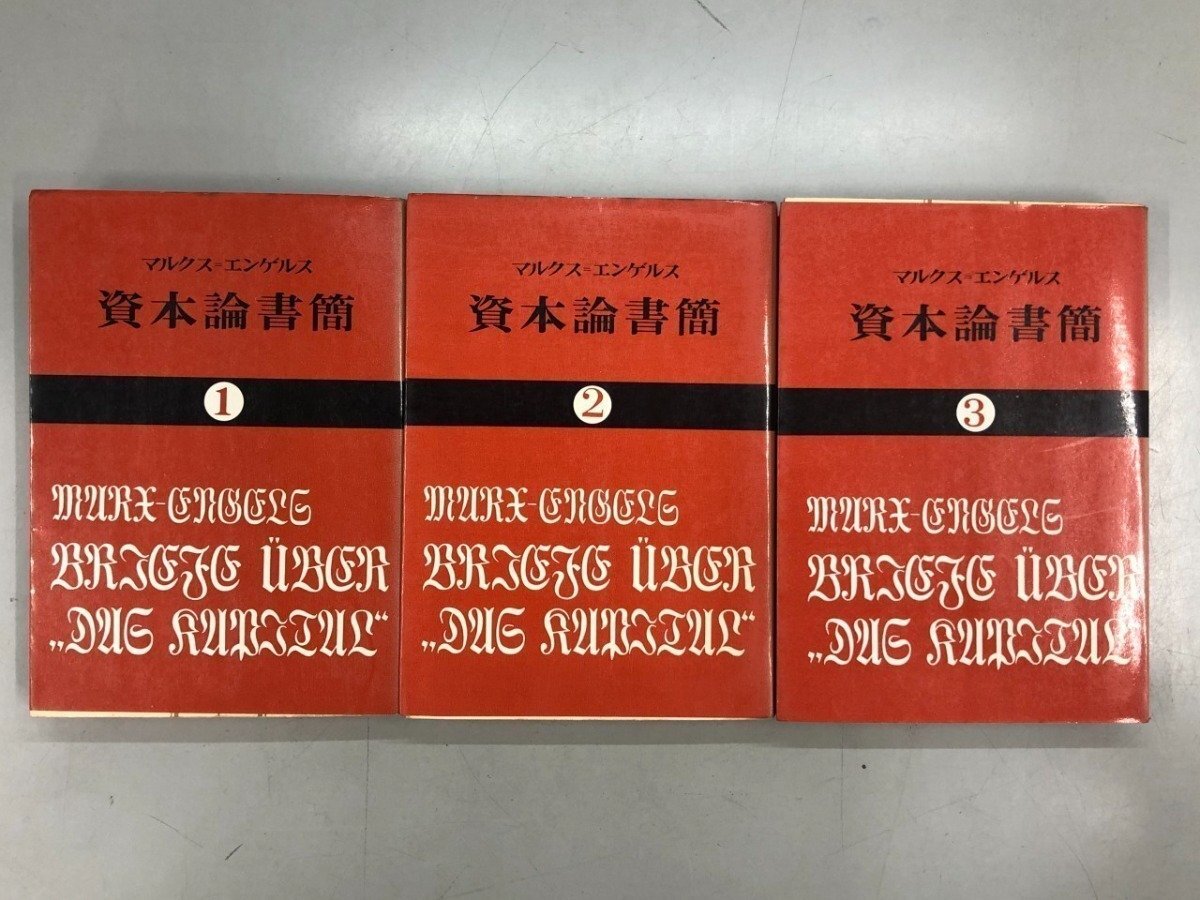 マルクス=エンゲルス
資本論書簡
1
MARX-ENGELS
BRIEFE ÜBER
„DAS KAPITAL“
マルクス=エンゲルス
資本論書簡
2
MARX-ENGELS
BRIEFE ÜBER
„DAS KAPITAL“
マルクス=エンゲルス
資本論書簡
3
MARX-ENGELS
BRIEFE ÜBER
„DAS KAPITAL